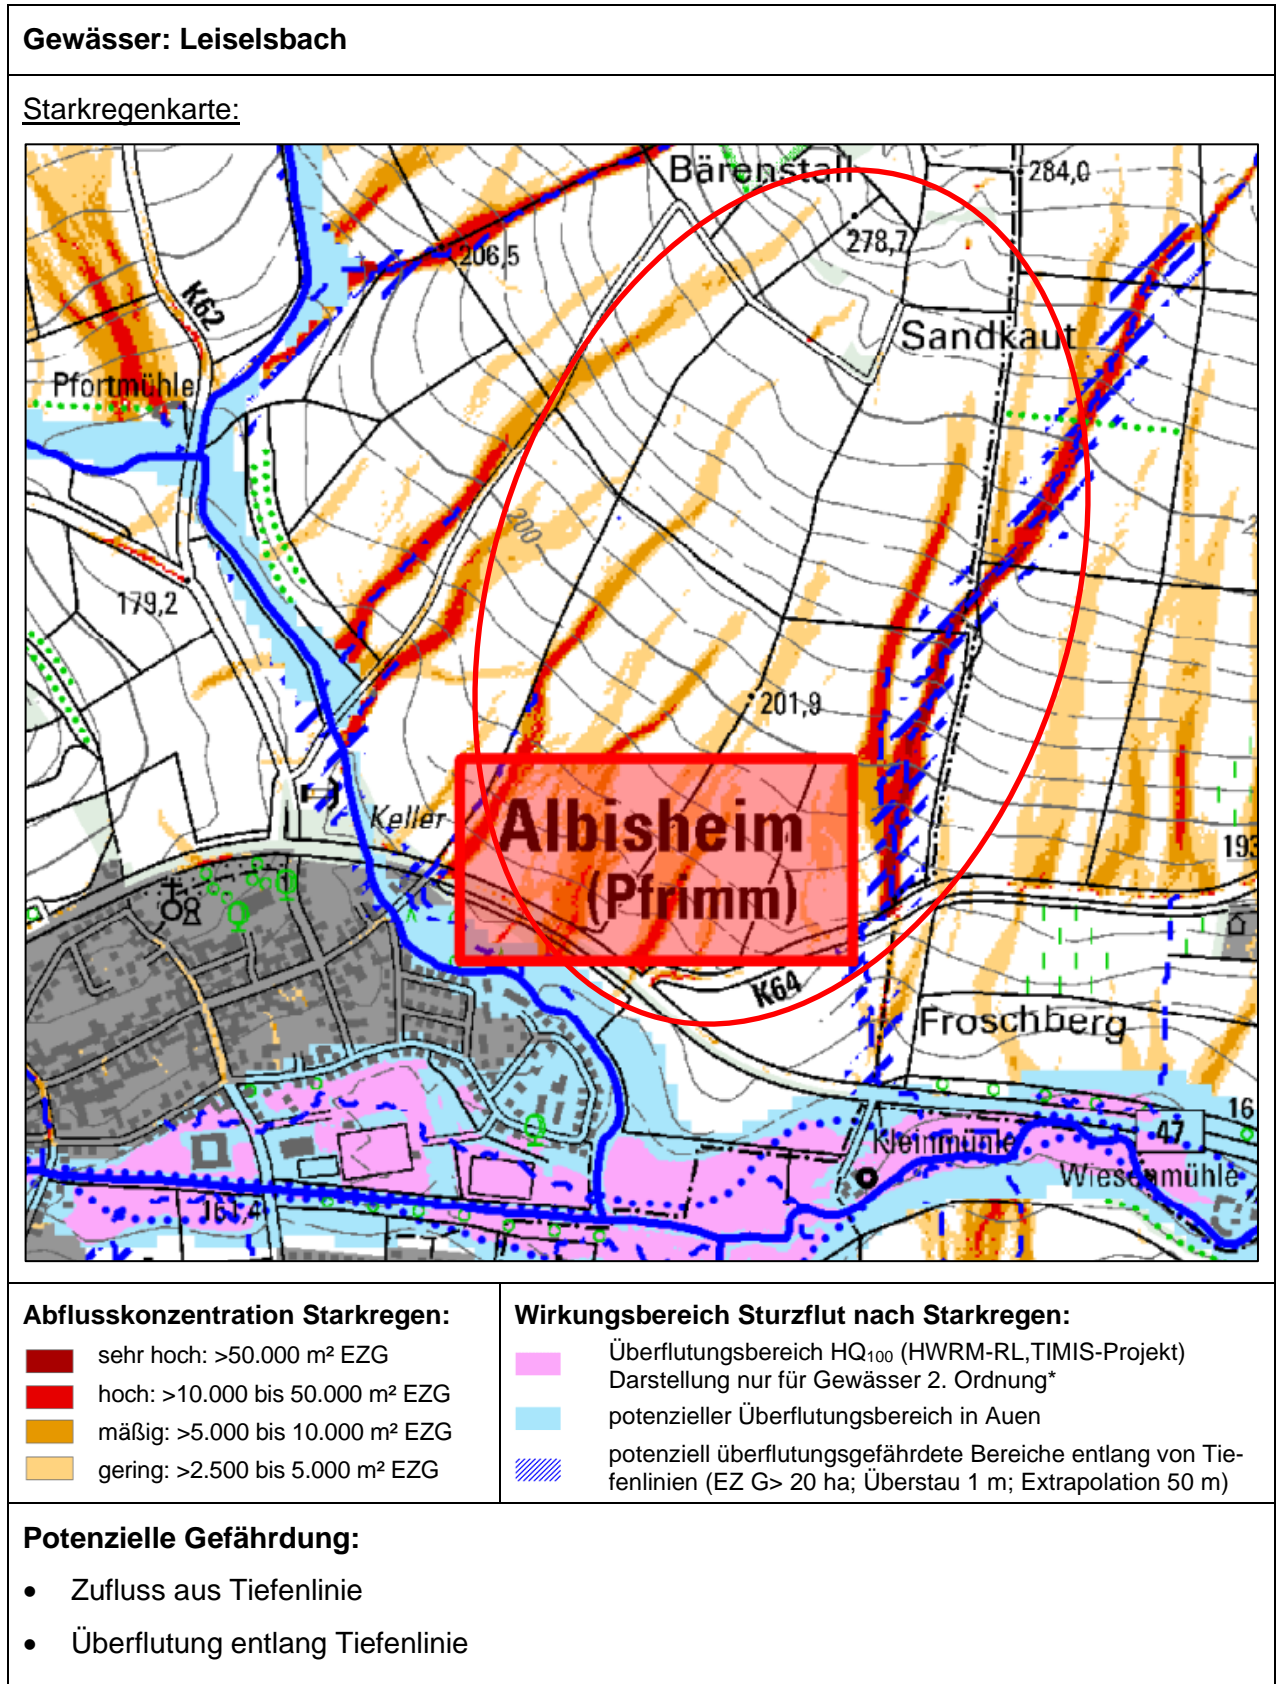 Gewässer: Leiselsbach
Starkregenkarte:
Bärenstall
284,0
278,7
206,5
K62
Sandkaut
Pfortmühle
200
179,2
201,9
Keller
Albisheim
(Pfrimm)
193
K64
Froschberg
16
47
Kleinmühle
Wiesenmühle
161,4
Abflusskonzentration Starkregen:
sehr hoch: >50.000 m² EZG
hoch: >10.000 bis 50.000 m² EZG
mäßig: >5.000 bis 10.000 m² EZG
gering: >2.500 bis 5.000 m² EZG
Wirkungsbereich Sturzflut nach Starkregen:
Überflutungsbereich HQ₁₀₀ (HWRM-RL,TIMIS-Projekt)
Darstellung nur für Gewässer 2. Ordnung*
potenzieller Überflutungsbereich in Auen
potenziell überflutungsgefährdete Bereiche entlang von Tie-
fenlinien (EZ G> 20 ha; Überstau 1 m; Extrapolation 50 m)
Potenzielle Gefährdung:
• Zufluss aus Tiefenlinie
• Überflutung entlang Tiefenlinie